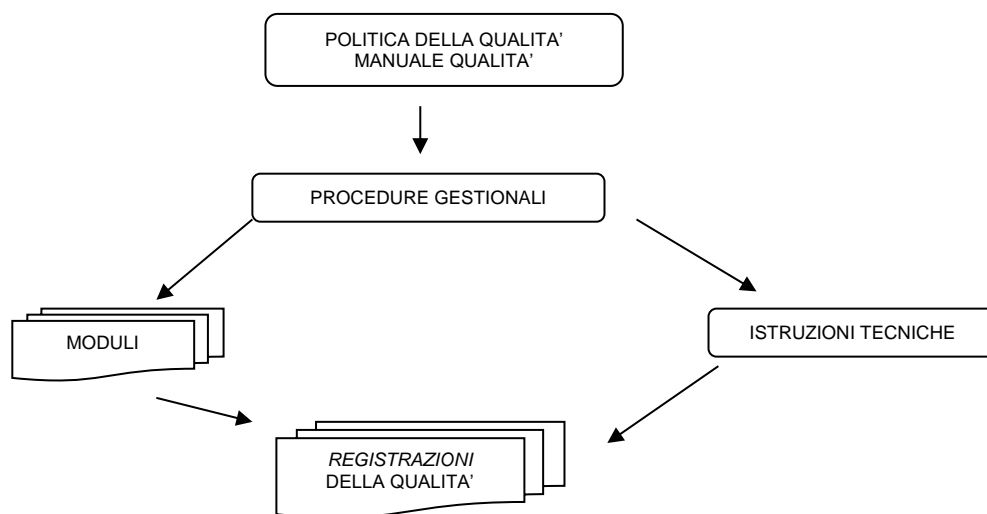 POLITICA DELLA QUALITA’
MANUALE QUALITA’
PROCEDURE GESTIONALI
MODULI
ISTRUZIONI TECNICHE
REGISTRAZIONI
DELLA QUALITA’